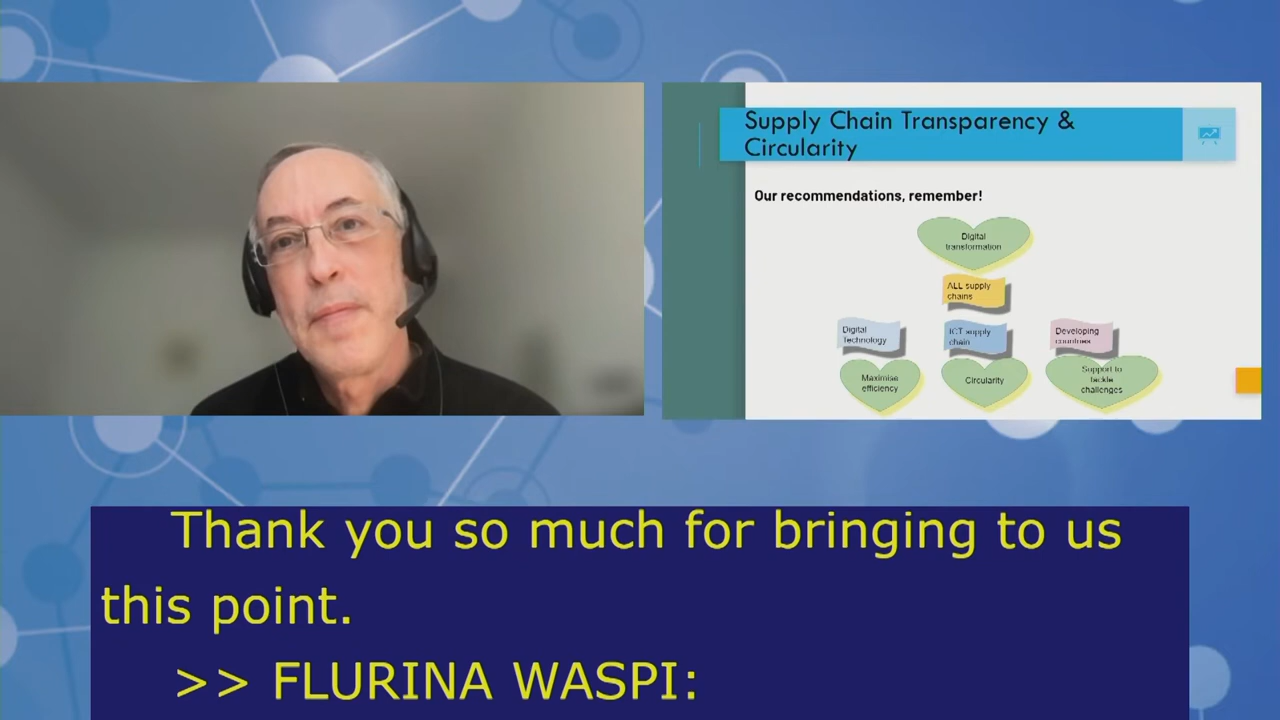 Supply Chain Transparency &
Circularity
Our recommendations, remember!
Digital
transformation
ALL supply
chains
Digital
Technology
ICT supply
chain
Developing
countries
Maximise
efficiency
Circularity
Support to
tackle
challenges
Thank you so much for bringing to us
this point.
>> FLURINA WASPI: